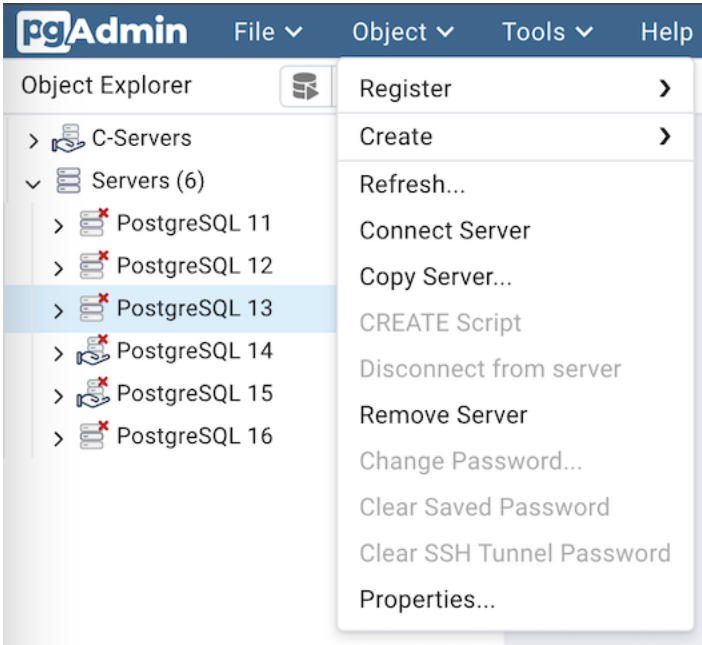 pgAdmin File Object Tools Help
Object Explorer
C-Servers
Servers (6)
PostgreSQL 11
PostgreSQL 12
PostgreSQL 13
PostgreSQL 14
PostgreSQL 15
PostgreSQL 16
Register
Create
Refresh...
Connect Server
Copy Server...
CREATE Script
Disconnect from server
Remove Server
Change Password...
Clear Saved Password
Clear SSH Tunnel Password
Properties...